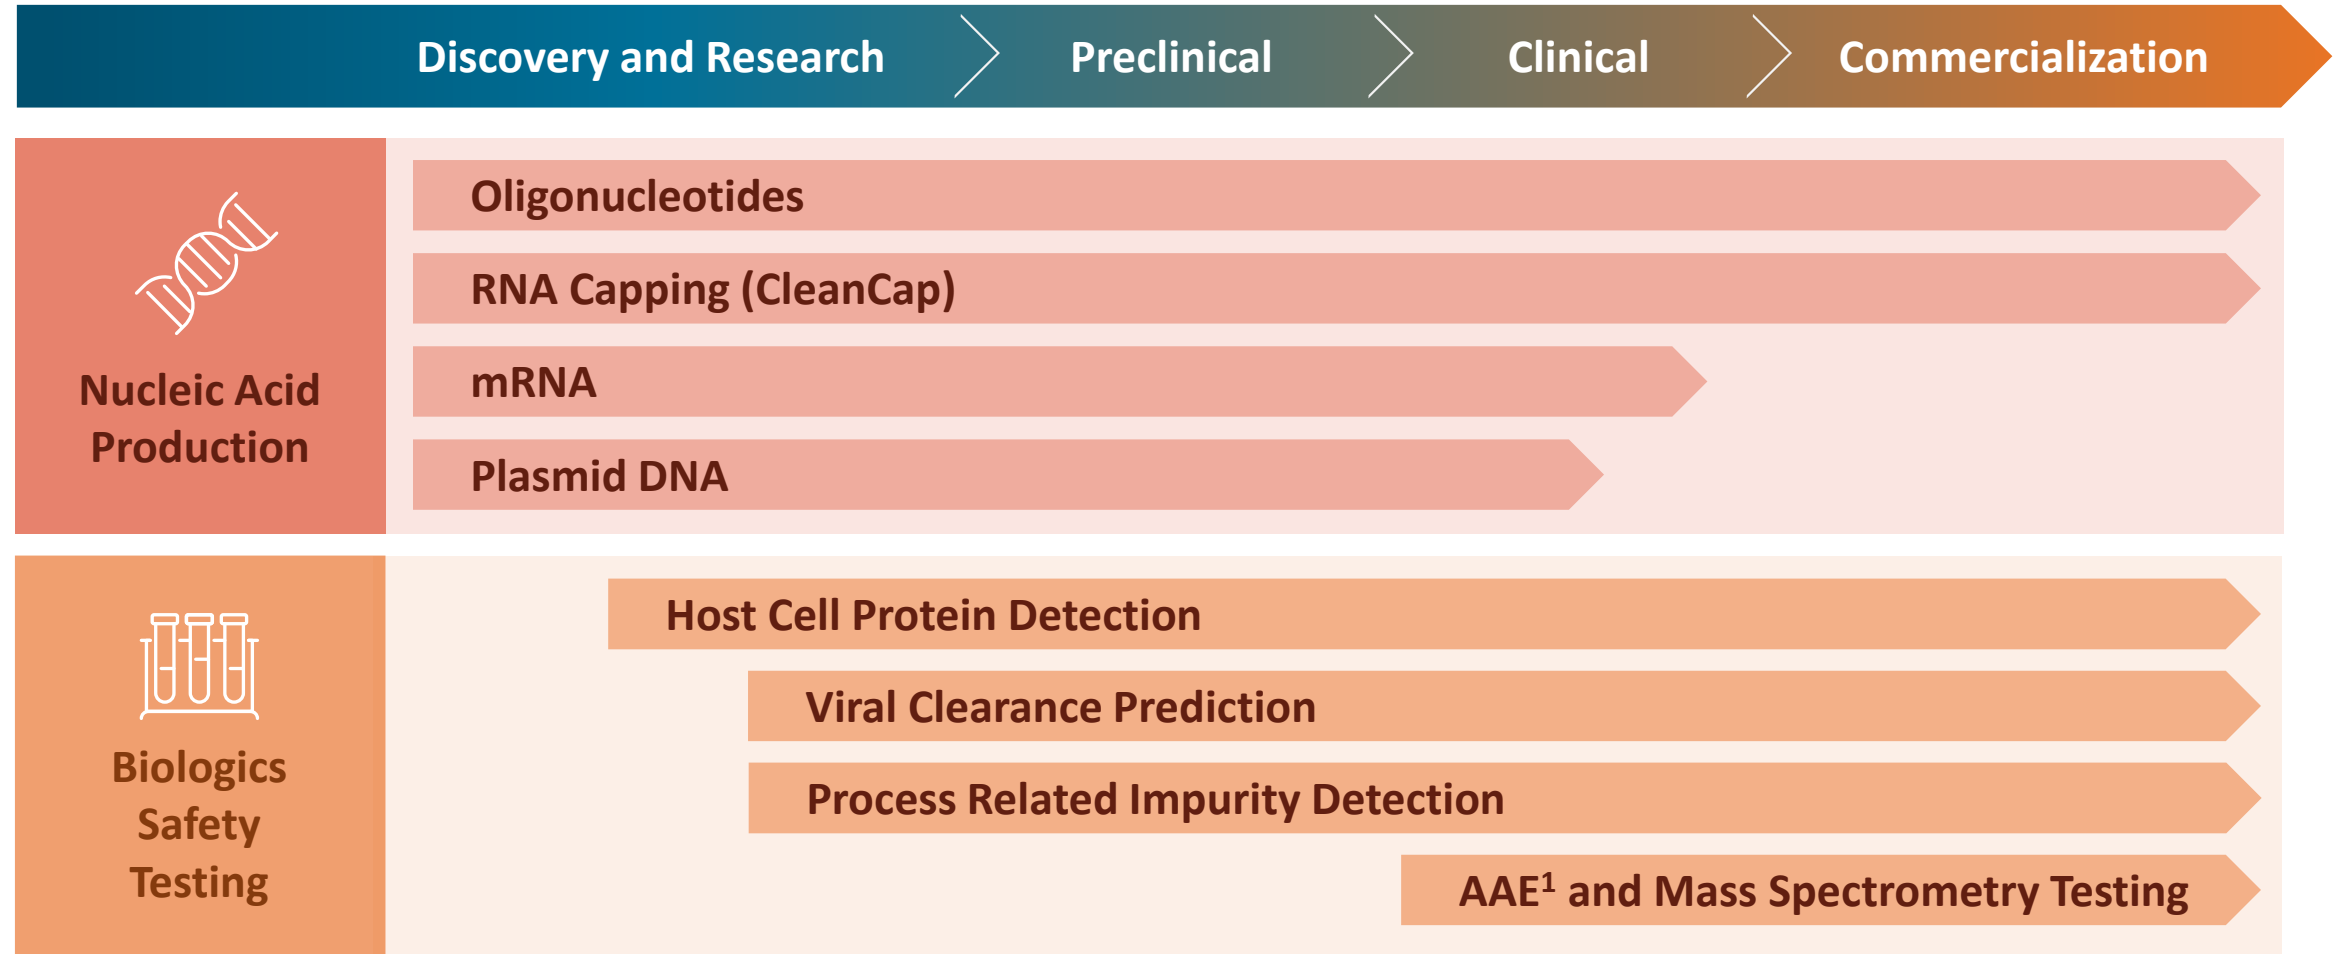 Discovery and Research
Preclinical
Clinical
Commercialization
Nucleic Acid
Production
Oligonucleotides
RNA Capping (CleanCap)
mRNA
Plasmid DNA
Biologics
Safety
Testing
Host Cell Protein Detection
Viral Clearance Prediction
Process Related Impurity Detection
AAE¹ and Mass Spectrometry Testing